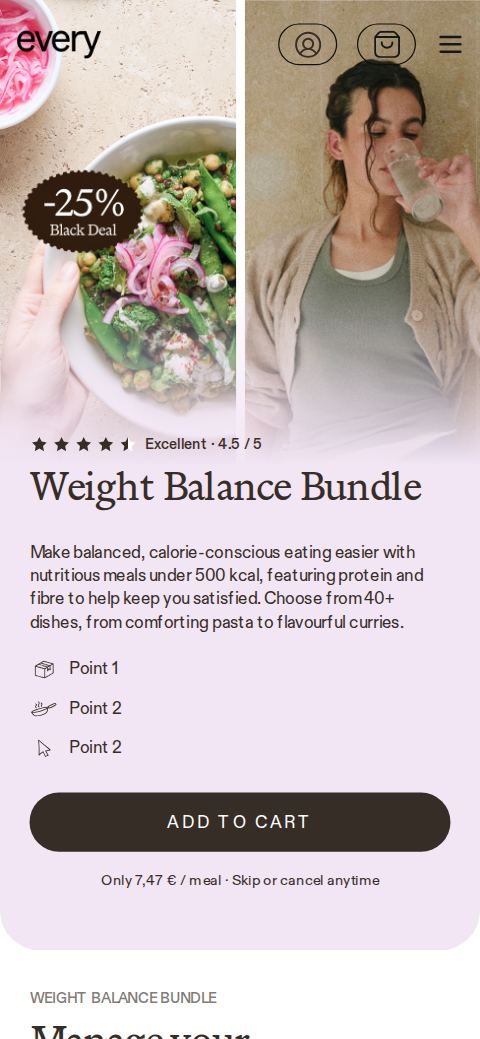 every
-25%
Black Deal
Excellent · 4.5 / 5
Weight Balance Bundle
Make balanced, calorie-conscious eating easier with
nutritious meals under 500 kcal, featuring protein and
fibre to help keep you satisfied. Choose from 40+
dishes, from comforting pasta to flavourful curries.
Point 1
Point 2
Point 2
ADD TO CART
Only 7,47 € / meal · Skip or cancel anytime
WEIGHT BALANCE BUNDLE
Manage your